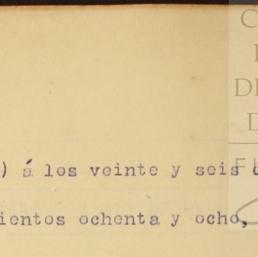 ) á los veinte y seis d
ientos ochenta y ocho,